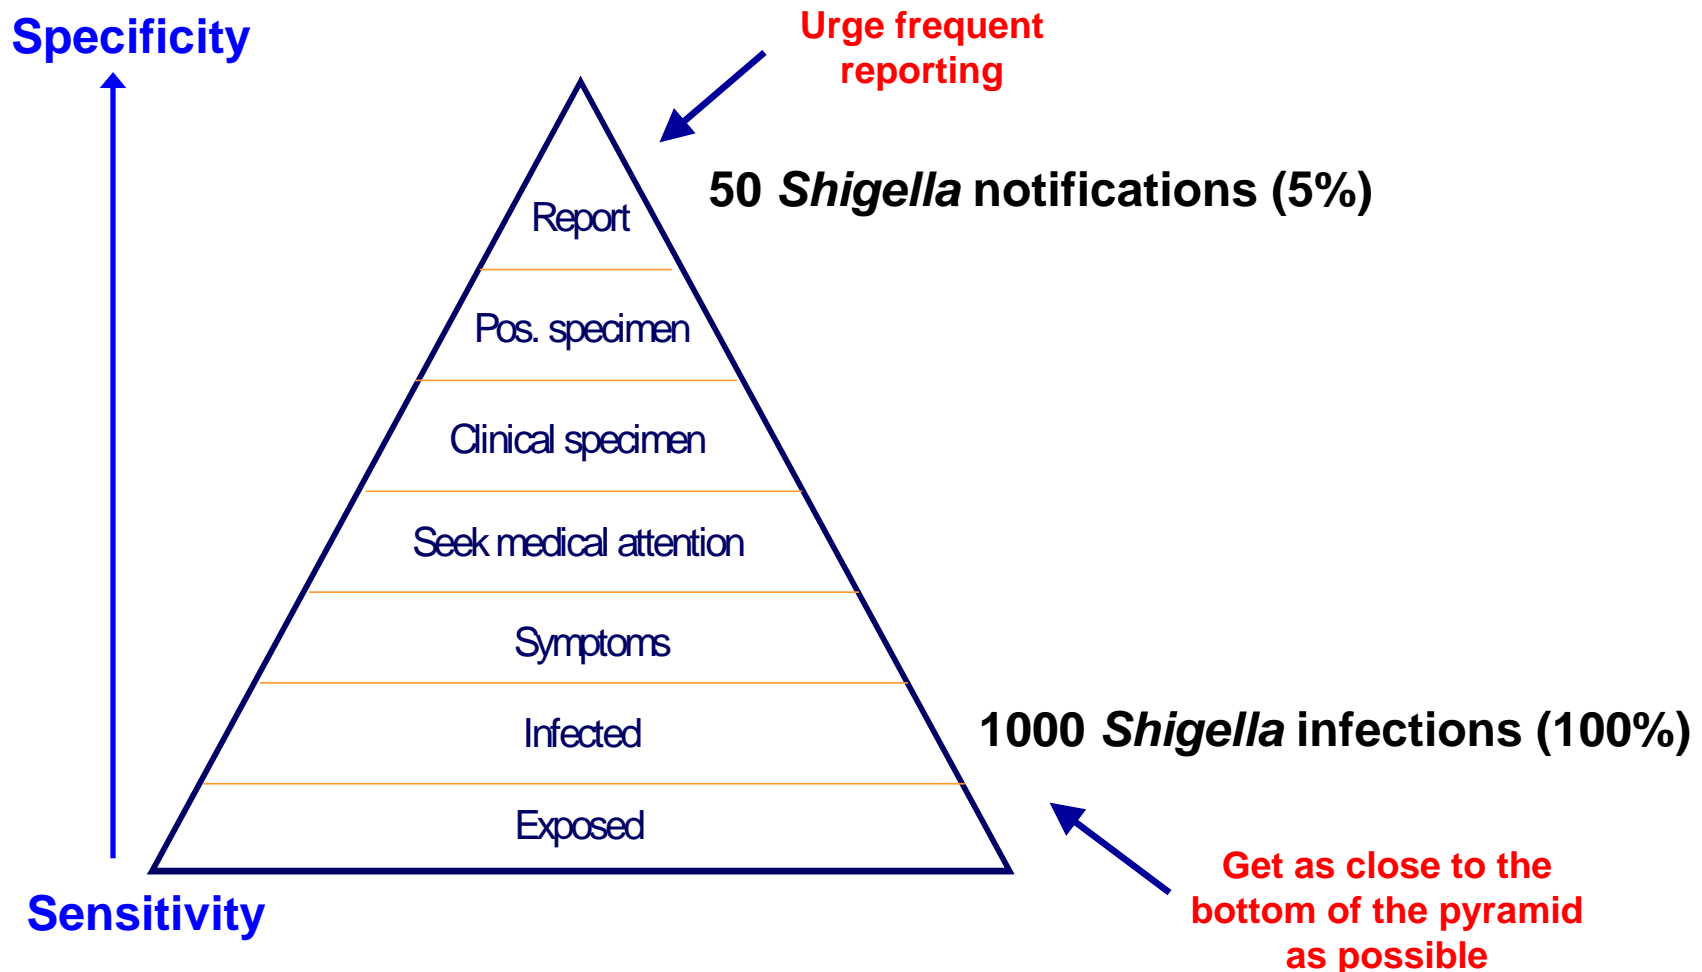 Specificity
Urge frequent
reporting
50 Shigella notifications (5%)
Report
Pos. specimen
Clinical specimen
Seek medical attention
Symptoms
Infected
1000 Shigella infections (100%)
Exposed
Sensitivity
Get as close to the
bottom of the pyramid
as possible